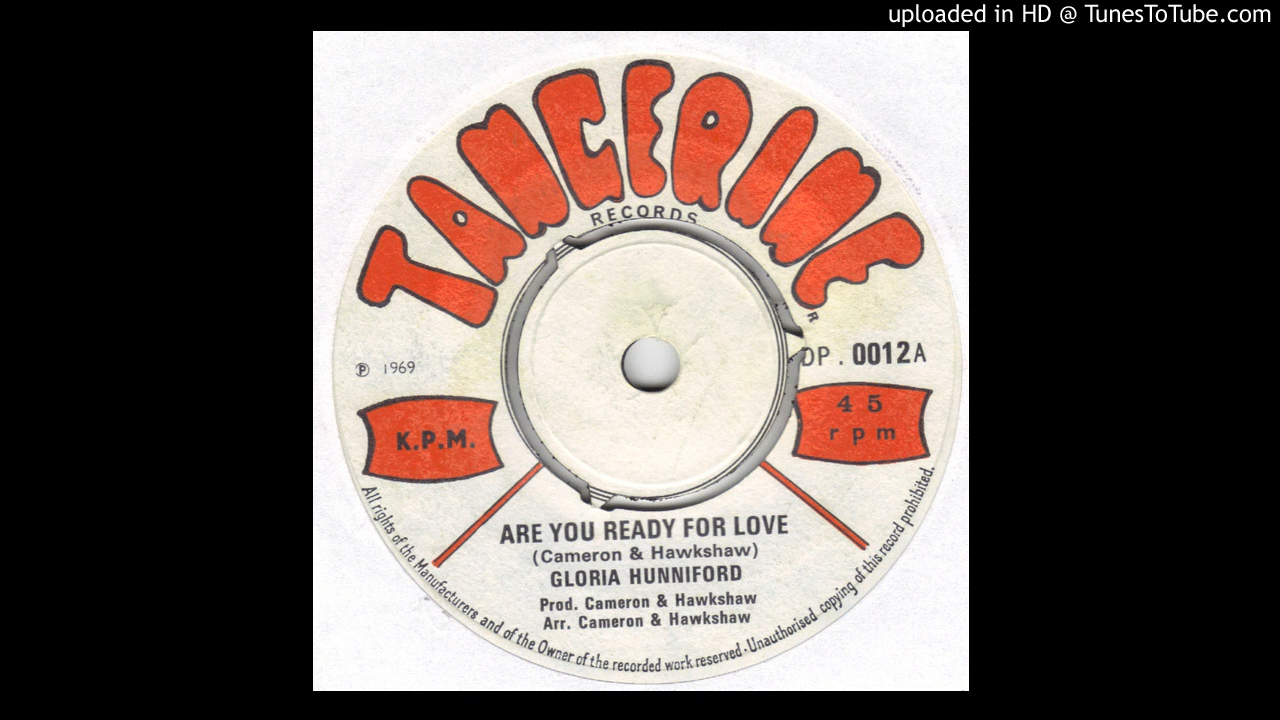 uploaded in HD @ TunesToTube.com
TANGERINE
RECORDS
DP . 0012A
℗ 1969
K.P.M.
45
rpm
ARE YOU READY FOR LOVE
(Cameron & Hawkshaw)
GLORIA HUNNIFORD
Prod. Cameron & Hawkshaw
Arr. Cameron & Hawkshaw
All rights of the Manufacturers and of the Owner of the recorded work reserved · Unauthorised copying of this record prohibited.